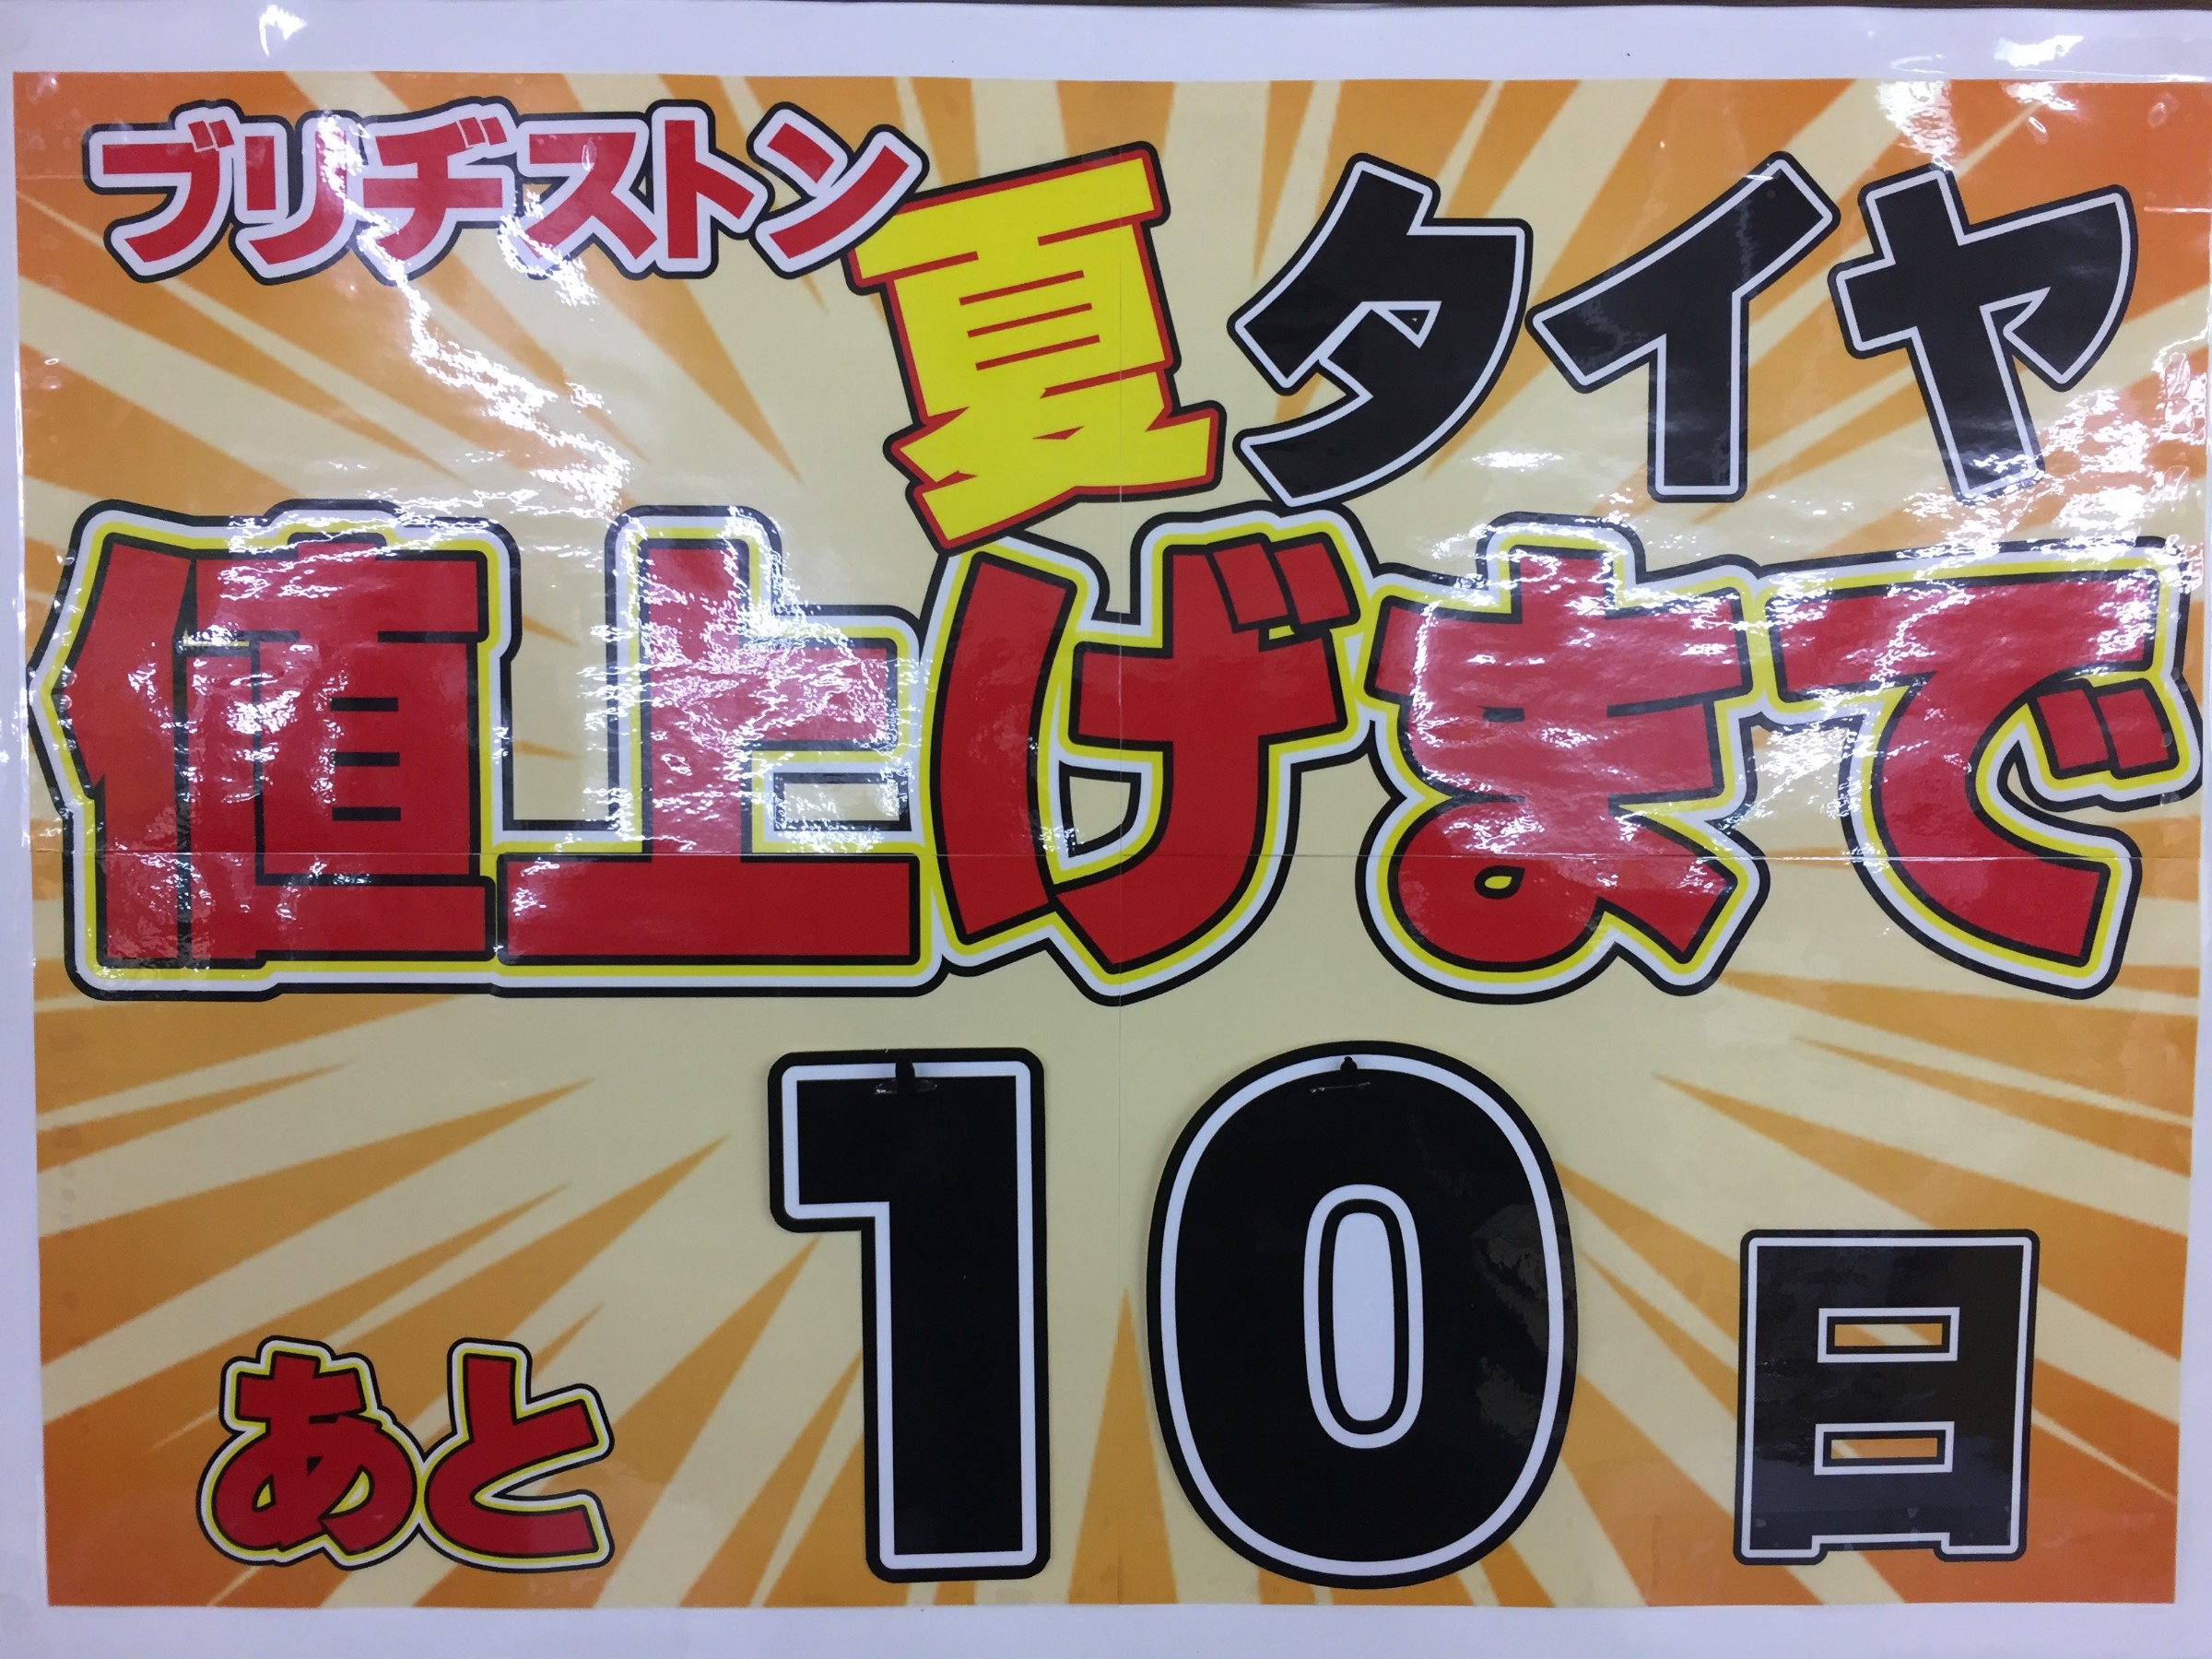 ブリヂストン
夏タイヤ
値上げまで
あと10日